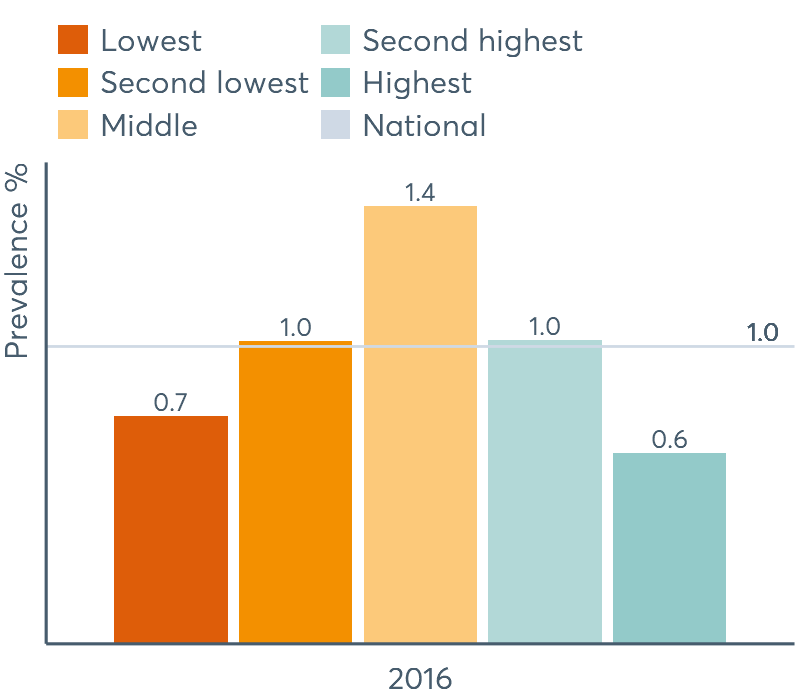 Lowest
Second lowest
Middle
Second highest
Highest
National
Prevalence %
0.7
1.0
1.4
1.0
0.6
1.0
2016